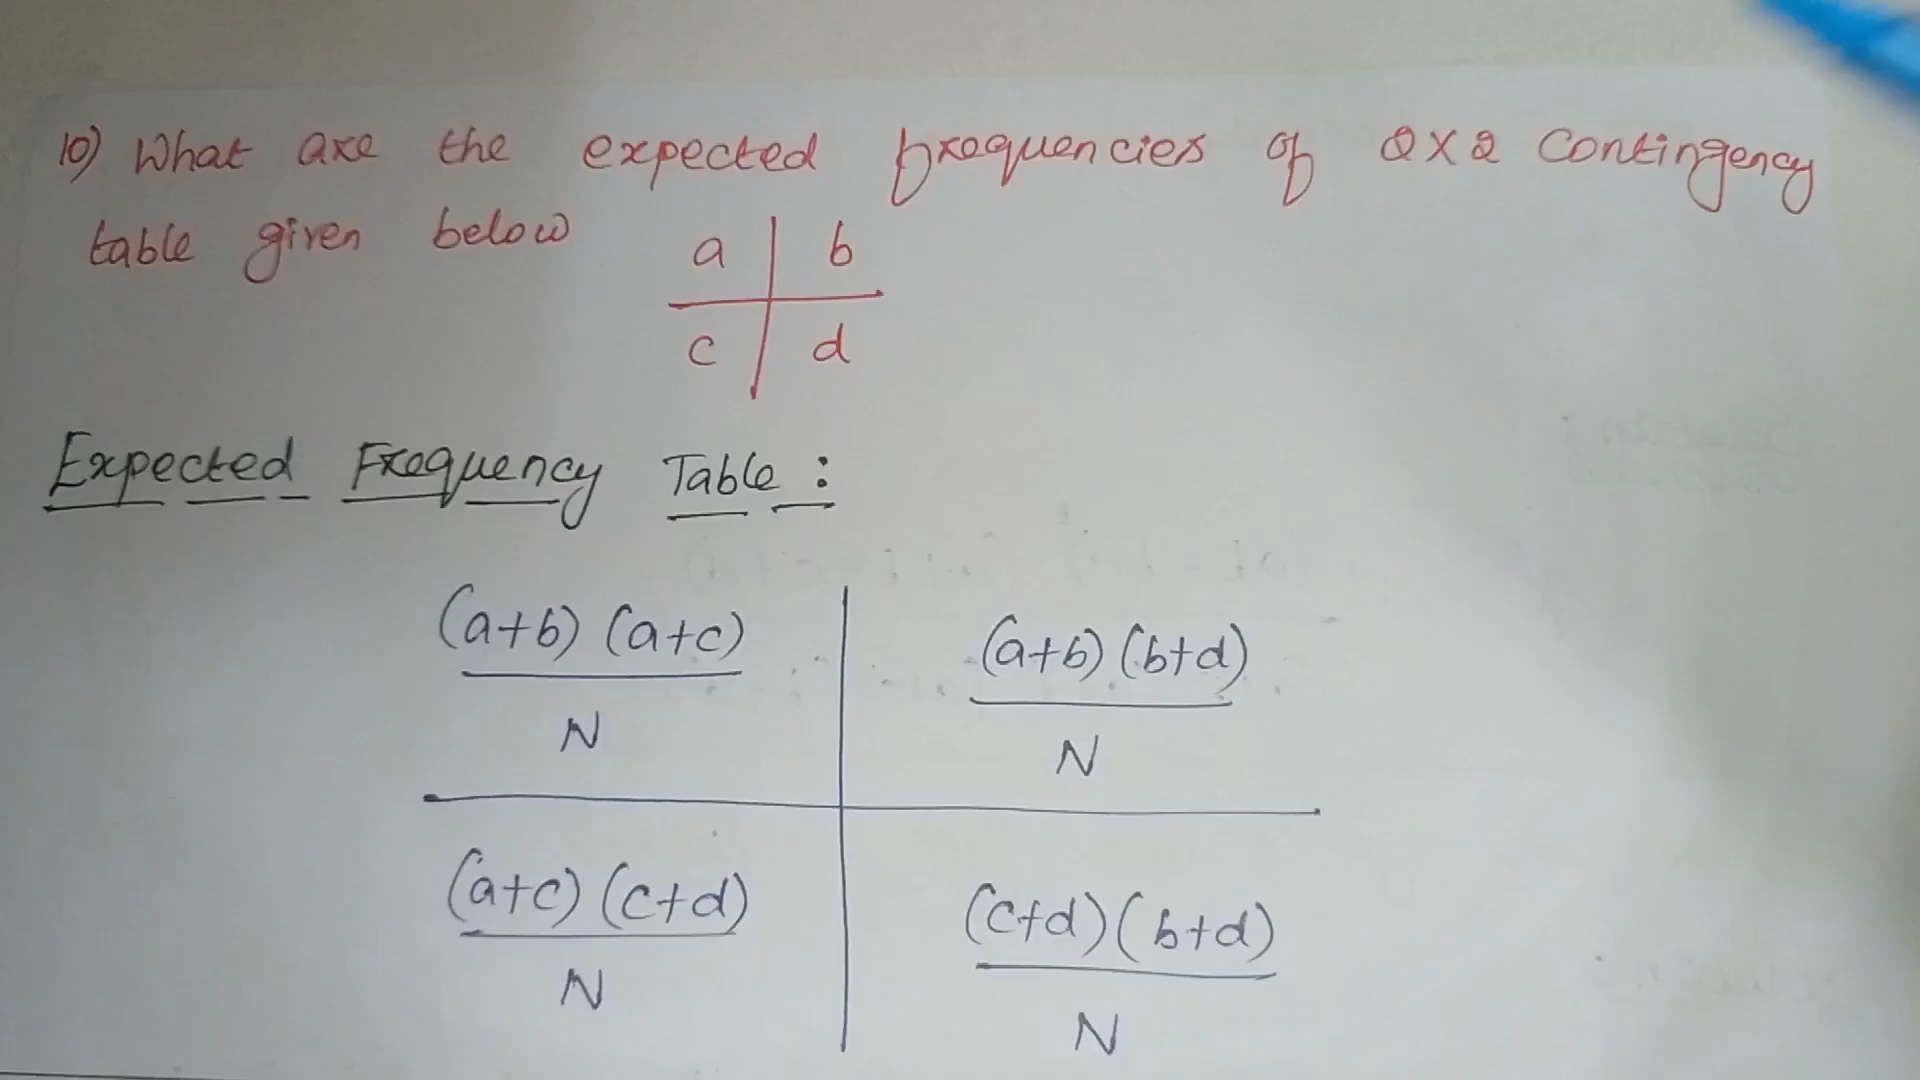 10) What are the expected frequencies of 2x2 Contingency
table given below
a b
c d
Expected Frequency Table :
(a+b) (a+c)
N
(a+b) (b+d)
N
(a+c) (c+d)
N
(c+d) (b+d)
N